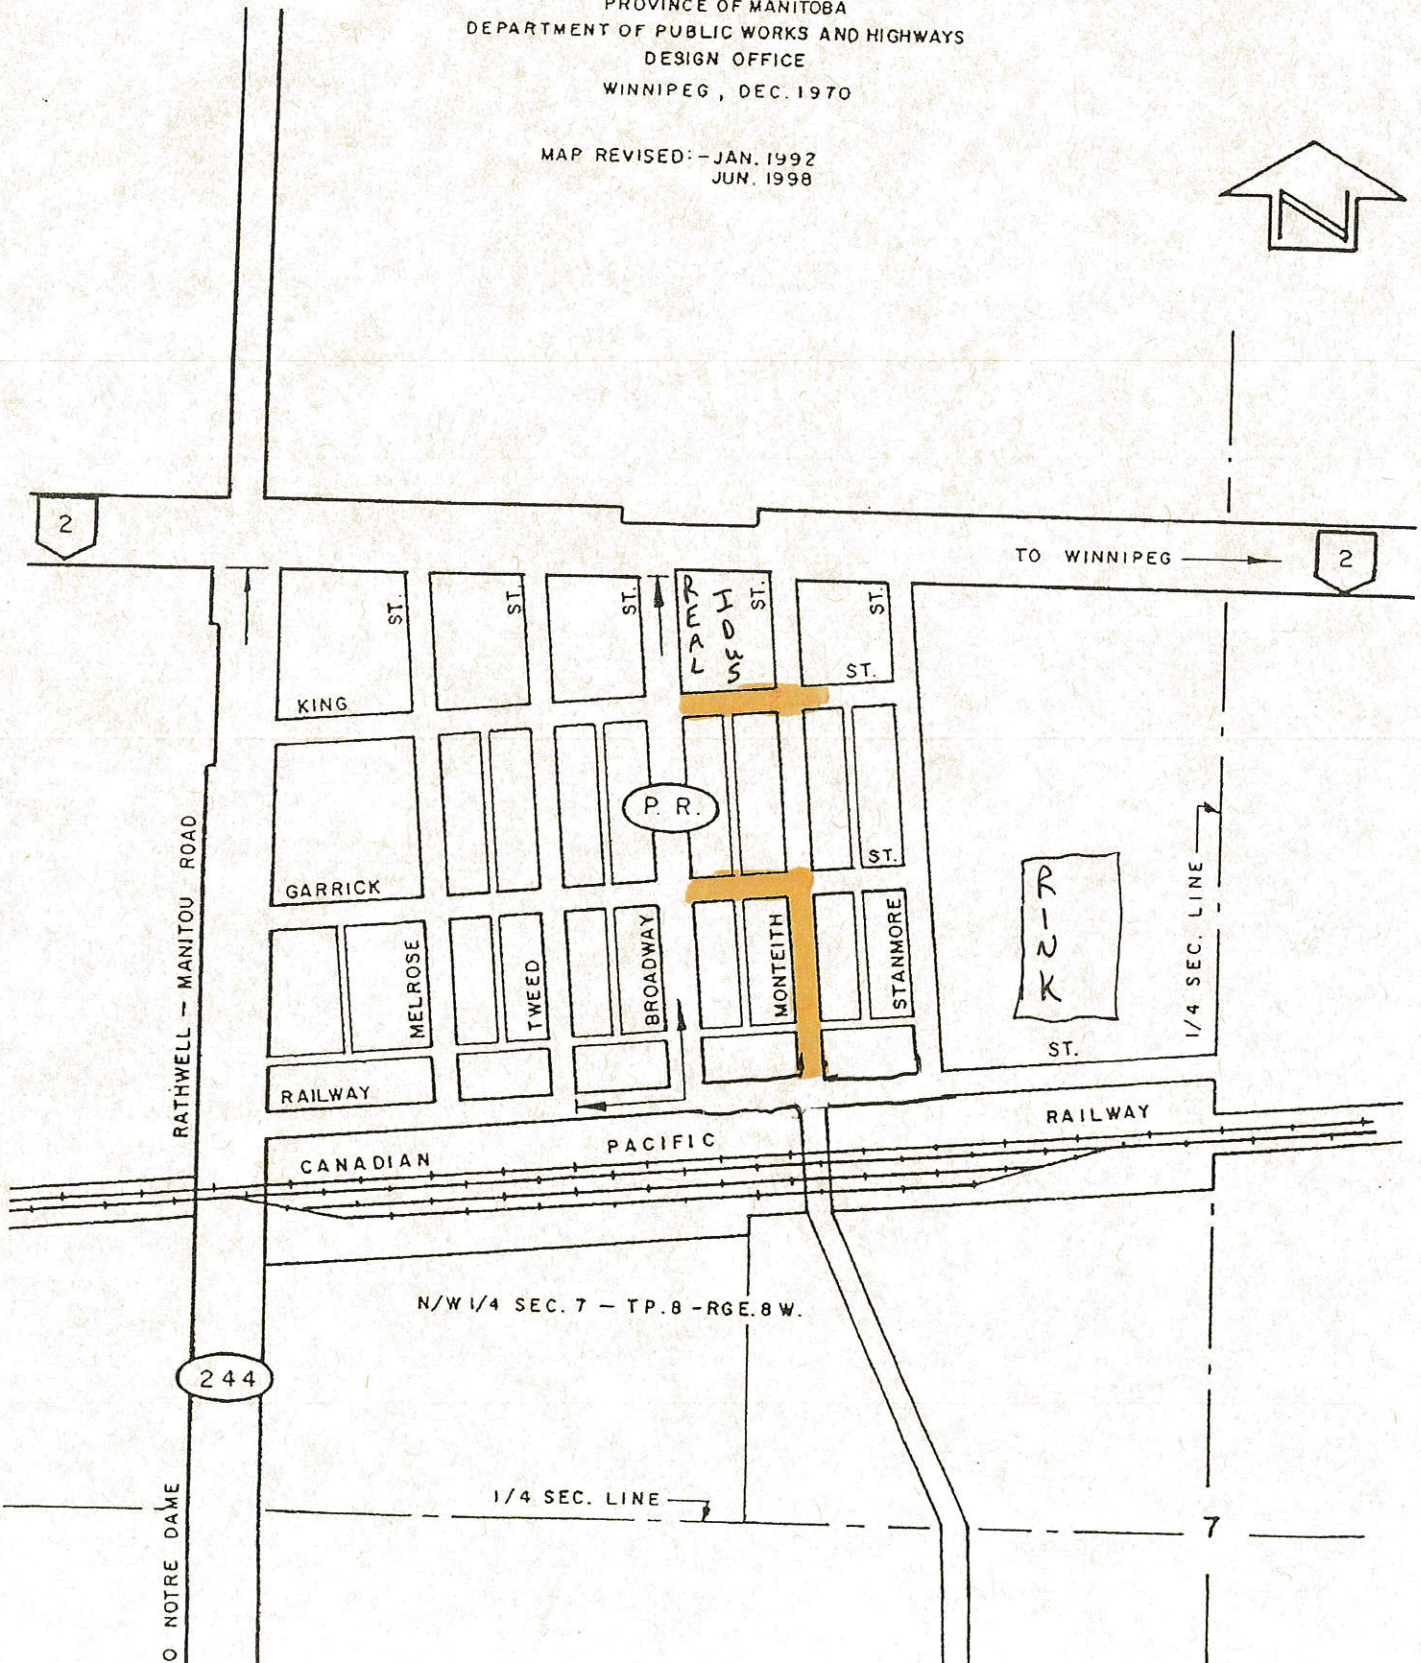 PROVINCE OF MANITOBA
DEPARTMENT OF PUBLIC WORKS AND HIGHWAYS
DESIGN OFFICE
WINNIPEG, DEC. 1970
MAP REVISED:- JAN. 1992
JUN. 1998
N
2
TO WINNIPEG
2
ST.
ST.
ST.
REAL
ST.
ST.
KING
ST.
P. R.
GARRICK
ST.
RATHWELL - MANITOU ROAD
MELROSE
TWEED
BROADWAY
MONTEITH
STANMORE
RINK
1/4 SEC. LINE
RAILWAY
ST.
CANADIAN
PACIFIC
RAILWAY
N/W 1/4 SEC. 7 - TP. 8 - RGE. 8 W.
244
1/4 SEC. LINE
7
O NOTRE DAME